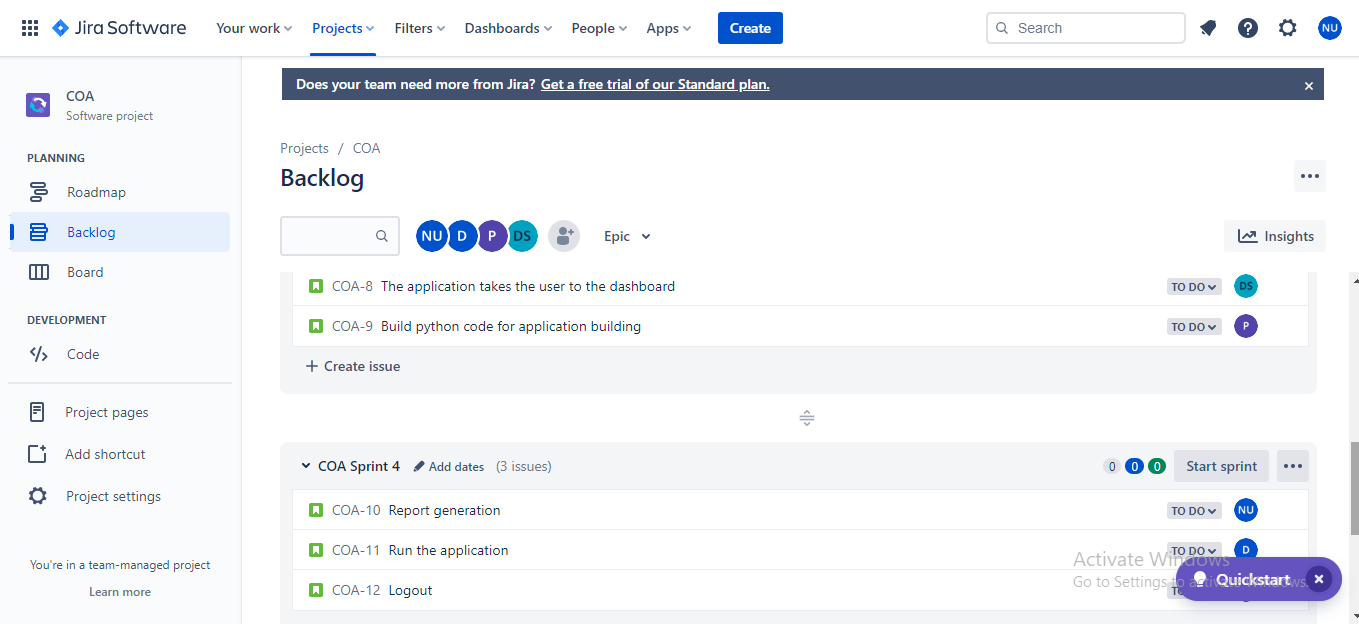 Jira Software Your work Projects Filters Dashboards People Apps Create Search NU
Does your team need more from Jira? Get a free trial of our Standard plan.
COA
Software project
PLANNING
Roadmap
Backlog
Board
DEVELOPMENT
Code
Project pages
Add shortcut
Project settings
You're in a team-managed project
Learn more
Projects / COA
Backlog
NU D P DS Epic Insights
COA-8 The application takes the user to the dashboard TO DO DS
COA-9 Build python code for application building TO DO P
+ Create issue
COA Sprint 4 Add dates (3 issues) 0 0 0 Start sprint
COA-10 Report generation TO DO NU
COA-11 Run the application TO DO D
COA-12 Logout
Activate Windows
Go to Settings to activate Windows.
Quickstart